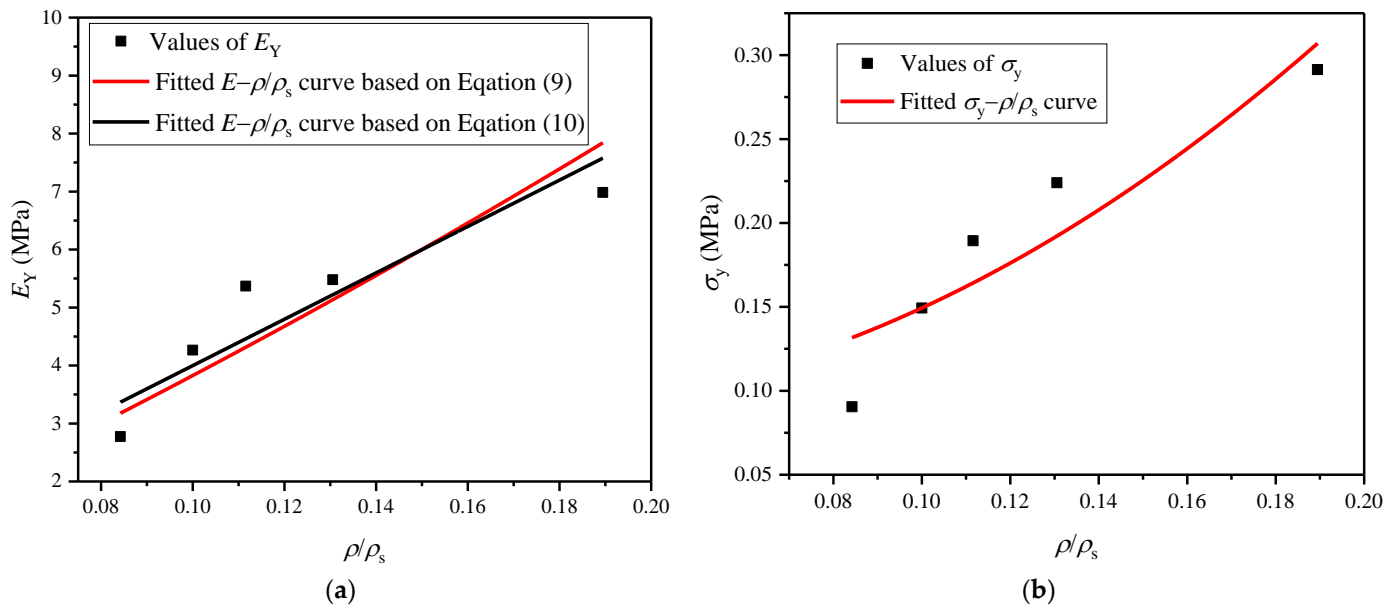 10
9
8
7
6
5
4
3
2
E_Y (MPa)
Values of E_Y
Fitted E−ρ/ρ_s curve based on Eqation (9)
Fitted E−ρ/ρ_s curve based on Eqation (10)
0.08 0.10 0.12 0.14 0.16 0.18 0.20
ρ/ρ_s
(a)
0.30
0.25
0.20
0.15
0.10
0.05
σ_y (MPa)
Values of σ_y
Fitted σ_y−ρ/ρ_s curve
0.08 0.10 0.12 0.14 0.16 0.18 0.20
ρ/ρ_s
(b)